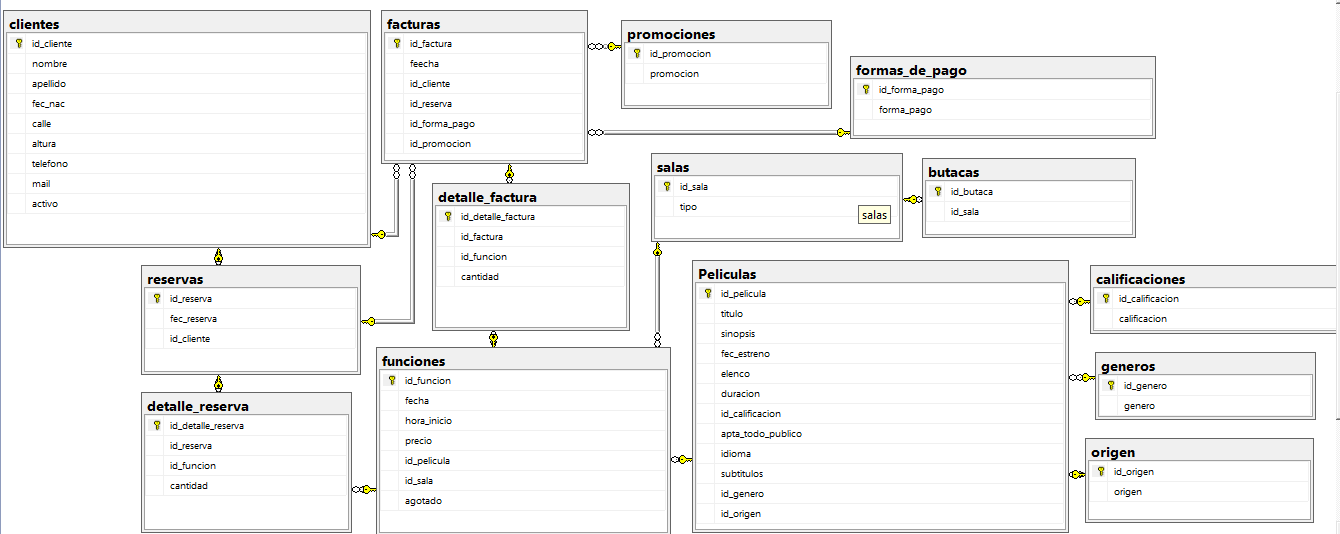 clientes
id_cliente
nombre
apellido
fec_nac
calle
altura
telefono
mail
activo
facturas
id_factura
feecha
id_cliente
id_reserva
id_forma_pago
id_promocion
promociones
id_promocion
promocion
formas_de_pago
id_forma_pago
forma_pago
detalle_factura
id_detalle_factura
id_factura
id_funcion
cantidad
salas
id_sala
tipo
salas
butacas
id_butaca
id_sala
reservas
id_reserva
fec_reserva
id_cliente
detalle_reserva
id_detalle_reserva
id_reserva
id_funcion
cantidad
funciones
id_funcion
fecha
hora_inicio
precio
id_pelicula
id_sala
agotado
Peliculas
id_pelicula
titulo
sinopsis
fec_estreno
elenco
duracion
id_calificacion
apta_todo_publico
idioma
subtitulos
id_genero
id_origen
calificaciones
id_calificacion
calificacion
generos
id_genero
genero
origen
id_origen
origen